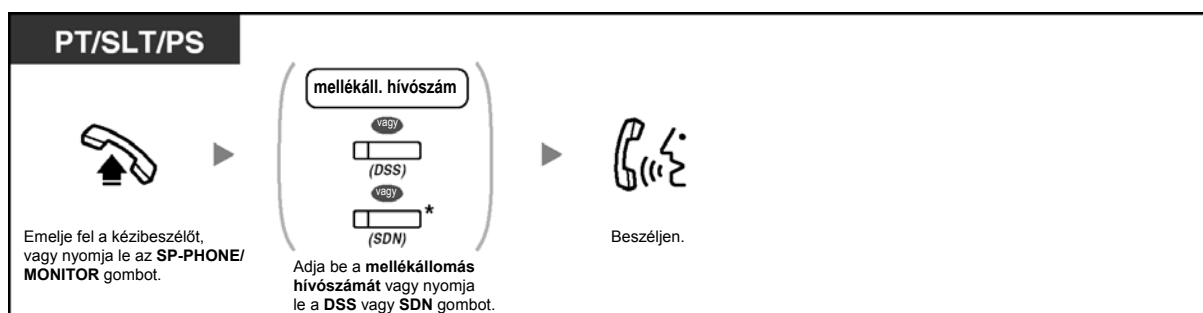 PT/SLT/PS
mellékáll. hívószám
vagy
(DSS)
vagy
*
(SDN)
Emelje fel a kézibeszélőt,
vagy nyomja le az SP-PHONE/
MONITOR gombot.
Adja be a mellékállomás
hívószámát vagy nyomja
le a DSS vagy SDN gombot.
Beszéljen.